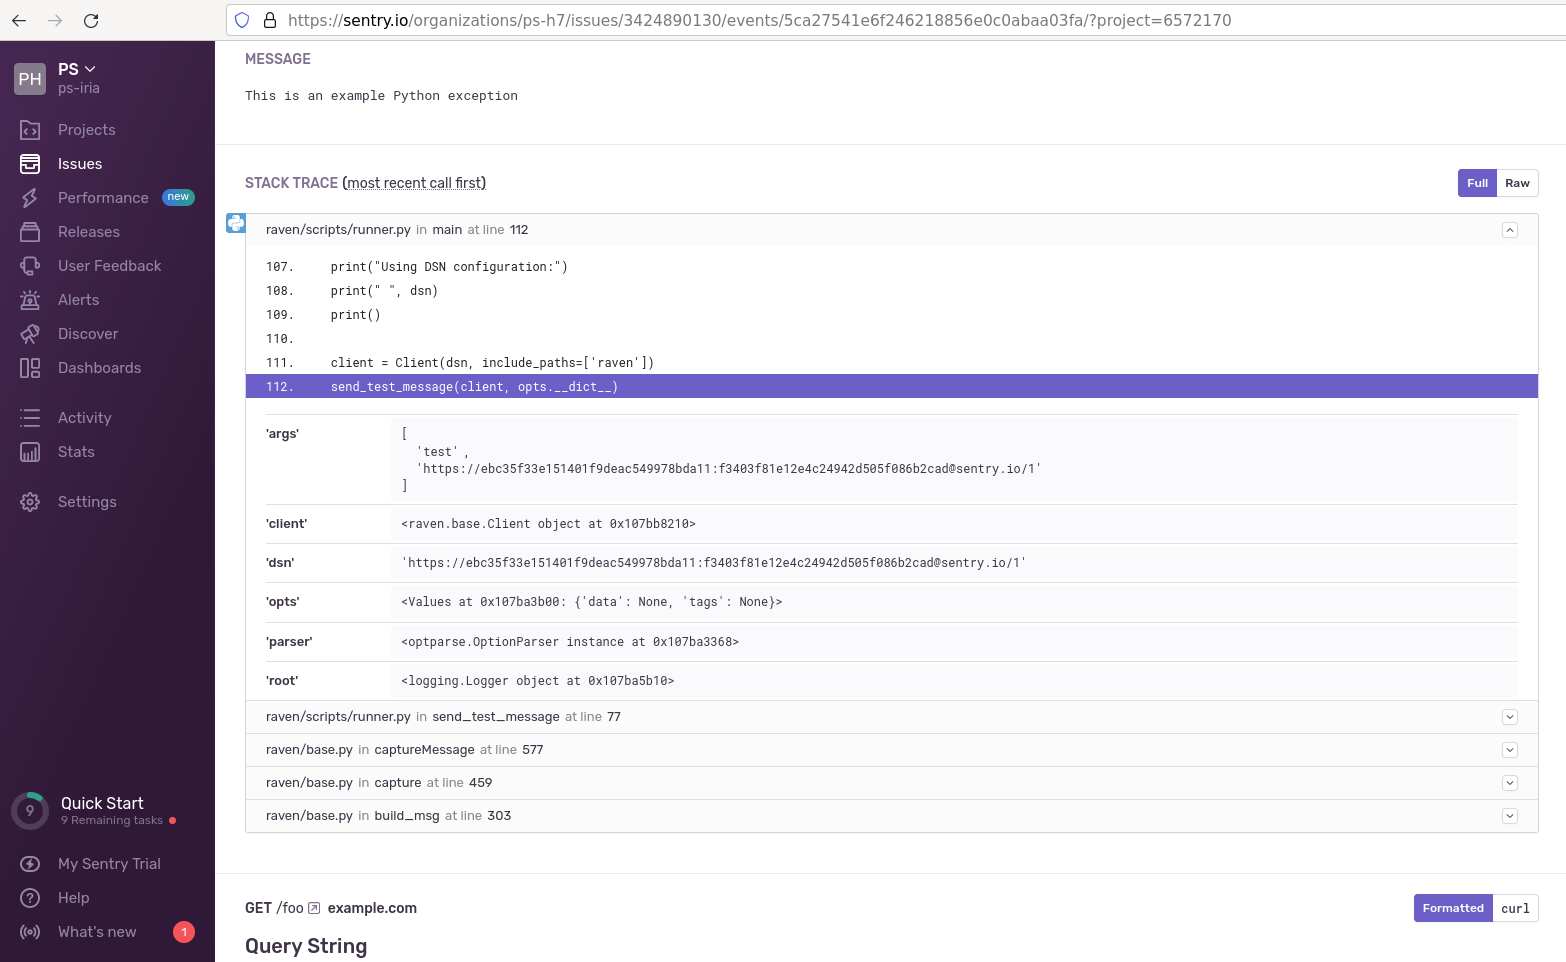 https://sentry.io/organizations/ps-h7/issues/3424890130/events/5ca27541e6f246218856e0c0abaa03fa/?project=6572170
PH
PS
ps-iria
Projects
Issues
Performance new
Releases
User Feedback
Alerts
Discover
Dashboards
Activity
Stats
Settings
9
Quick Start
9 Remaining tasks
My Sentry Trial
Help
What's new 1
MESSAGE
This is an example Python exception
STACK TRACE (most recent call first)
Full Raw
raven/scripts/runner.py in main at line 112
107. print("Using DSN configuration:")
108. print(" ", dsn)
109. print()
110.
111. client = Client(dsn, include_paths=['raven'])
112. send_test_message(client, opts.__dict__)
'args' [
'test' ,
'https://ebc35f33e151401f9deac549978bda11:f3403f81e12e4c24942d505f086b2cad@sentry.io/1'
]
'client' <raven.base.Client object at 0x107bb8210>
'dsn' 'https://ebc35f33e151401f9deac549978bda11:f3403f81e12e4c24942d505f086b2cad@sentry.io/1'
'opts' <Values at 0x107ba3b00: {'data': None, 'tags': None}>
'parser' <optparse.OptionParser instance at 0x107ba3368>
'root' <logging.Logger object at 0x107ba5b10>
raven/scripts/runner.py in send_test_message at line 77
raven/base.py in captureMessage at line 577
raven/base.py in capture at line 459
raven/base.py in build_msg at line 303
GET /foo example.com
Formatted curl
Query String